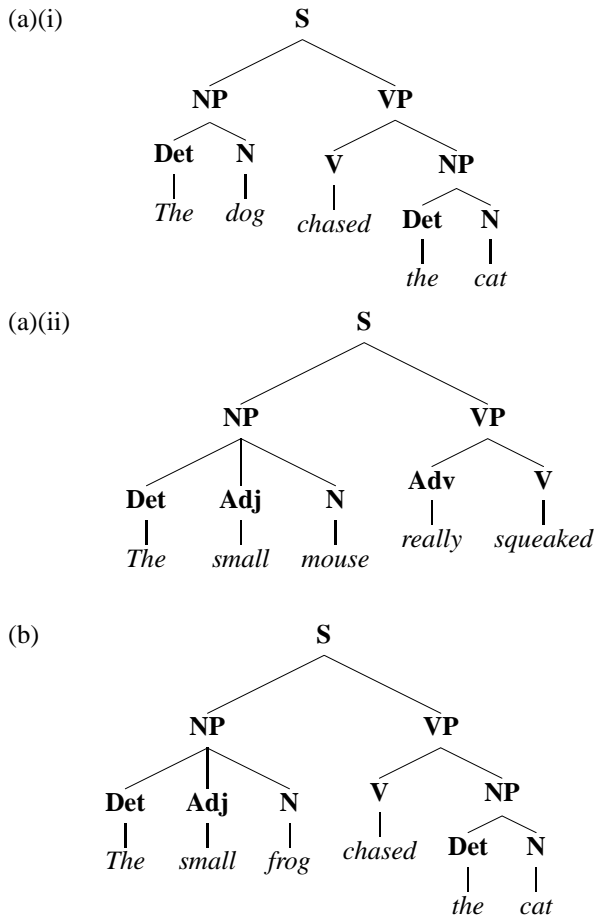 (a)(i) S
NP VP
Det N V NP
The dog chased Det N
the cat
(a)(ii) S
NP VP
Det Adj N Adv V
The small mouse really squeaked
(b) S
NP VP
Det Adj N V NP
The small frog chased Det N
the cat